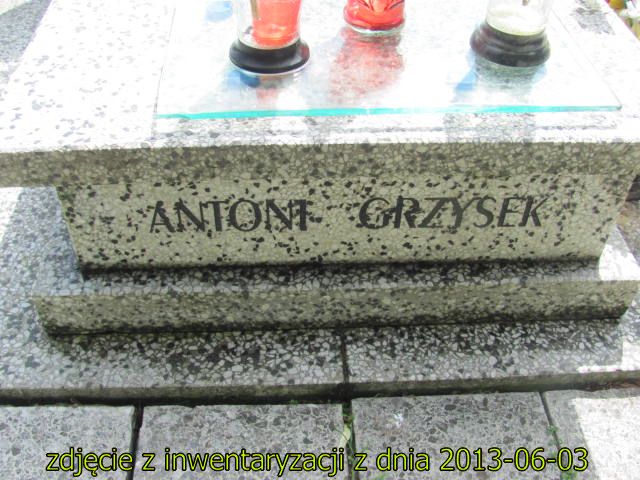 ANTONI GRZYSEK
zdjęcie z inwentaryzacji z dnia 2013-06-03